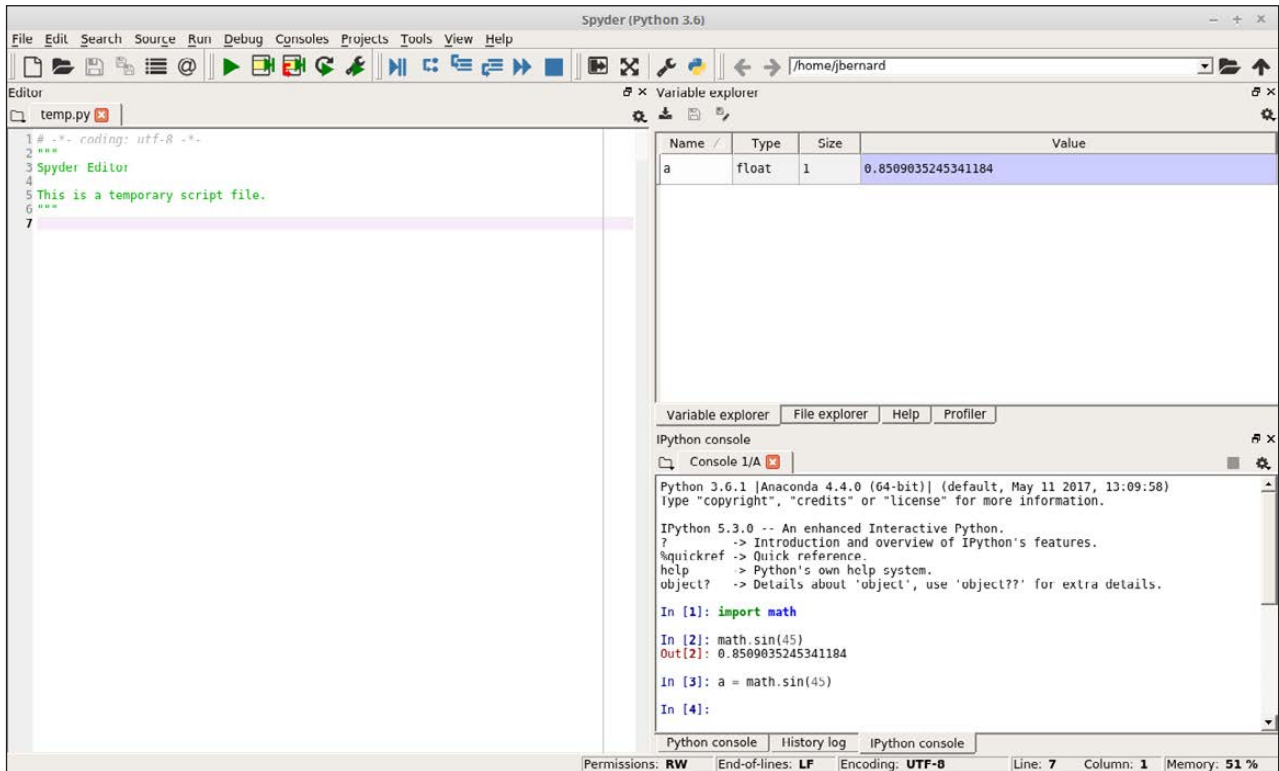 Spyder (Python 3.6)
File Edit Search Source Run Debug Consoles Projects Tools View Help
/home/jbernard
Editor
temp.py
1 # -*- coding: utf-8 -*-
2 """
3 Spyder Editor
4
5 This is a temporary script file.
6 """
7
Variable explorer
Name Type Size Value
a float 1 0.8509035245341184
Variable explorer File explorer Help Profiler
IPython console
Console 1/A
Python 3.6.1 |Anaconda 4.4.0 (64-bit)| (default, May 11 2017, 13:09:58)
Type "copyright", "credits" or "license" for more information.
IPython 5.3.0 -- An enhanced Interactive Python.
? -> Introduction and overview of IPython's features.
%quickref -> Quick reference.
help -> Python's own help system.
object? -> Details about 'object', use 'object??' for extra details.
In [1]: import math
In [2]: math.sin(45)
Out[2]: 0.8509035245341184
In [3]: a = math.sin(45)
In [4]:
Python console History log IPython console
Permissions: RW End-of-lines: LF Encoding: UTF-8 Line: 7 Column: 1 Memory: 51 %